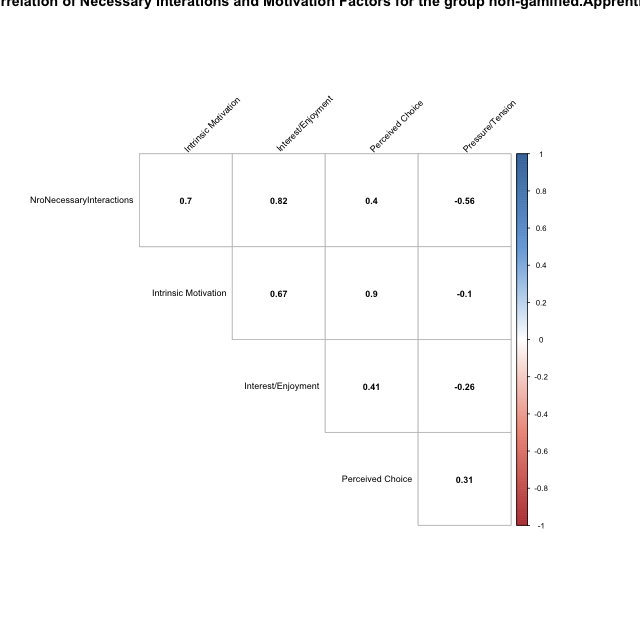 rrelation of Necessary Interations and Motivation Factors for the group non-gamified.Apprenti
Intrinsic Motivation Interest/Enjoyment Perceived Choice Pressure/Tension
NroNecessaryInteractions 0.7 0.82 0.4 -0.56
Intrinsic Motivation 0.67 0.9 -0.1
Interest/Enjoyment 0.41 -0.26
Perceived Choice 0.31
1
0.8
0.6
0.4
0.2
0
-0.2
-0.4
-0.6
-0.8
-1